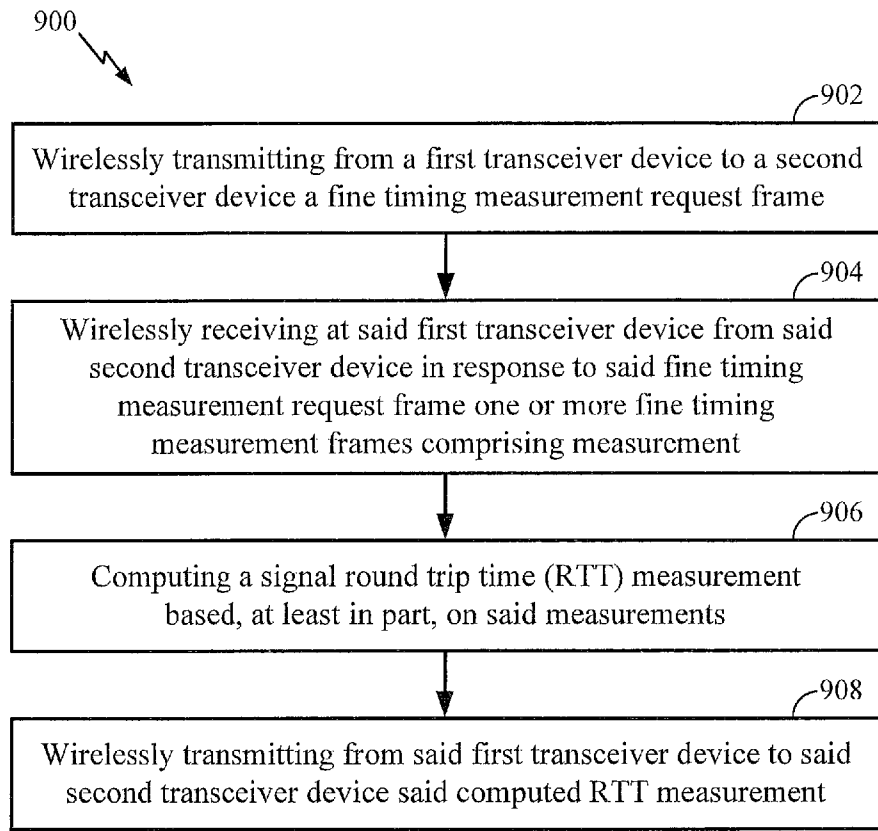 900
902
Wirelessly transmitting from a first transceiver device to a second
transceiver device a fine timing measurement request frame
904
Wirelessly receiving at said first transceiver device from said
second transceiver device in response to said fine timing
measurement request frame one or more fine timing
measurement frames comprising measurement
906
Computing a signal round trip time (RTT) measurement
based, at least in part, on said measurements
908
Wirelessly transmitting from said first transceiver device to said
second transceiver device said computed RTT measurement